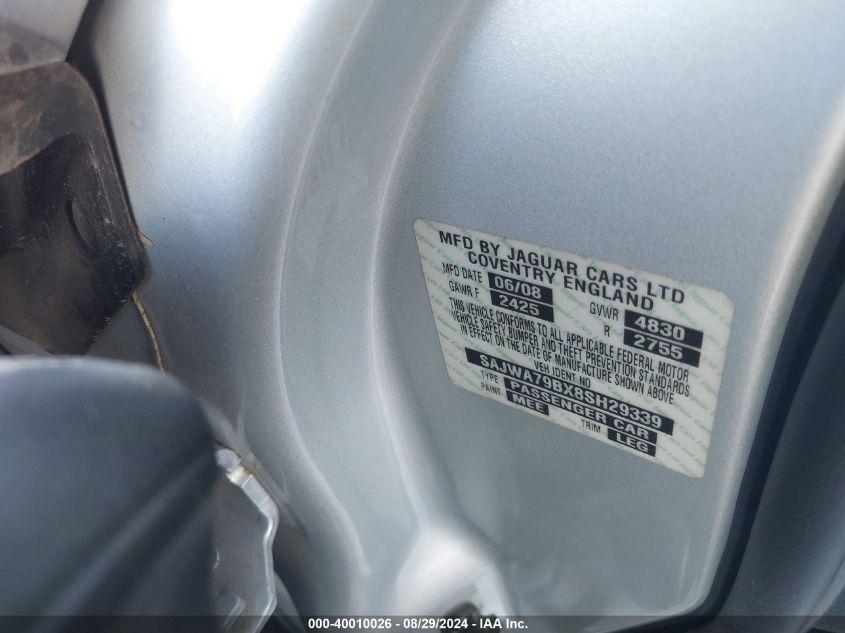 MFD BY JAGUAR CARS LTD
COVENTRY ENGLAND
MFD DATE 06/08 GVWR 4830
GAWR F 2425 R 2755
THIS VEHICLE CONFORMS TO ALL APPLICABLE FEDERAL MOTOR
VEHICLE SAFETY BUMPER AND THEFT PREVENTION STANDARDS
IN EFFECT ON THE DATE OF MANUFACTURE SHOWN ABOVE
VEH IDENT NO
SAJWA79BX8SH29339
TYPE PASSENGER CAR
PAINT MEE TRIM LEG
000-40010026 - 08/29/2024 - IAA Inc.